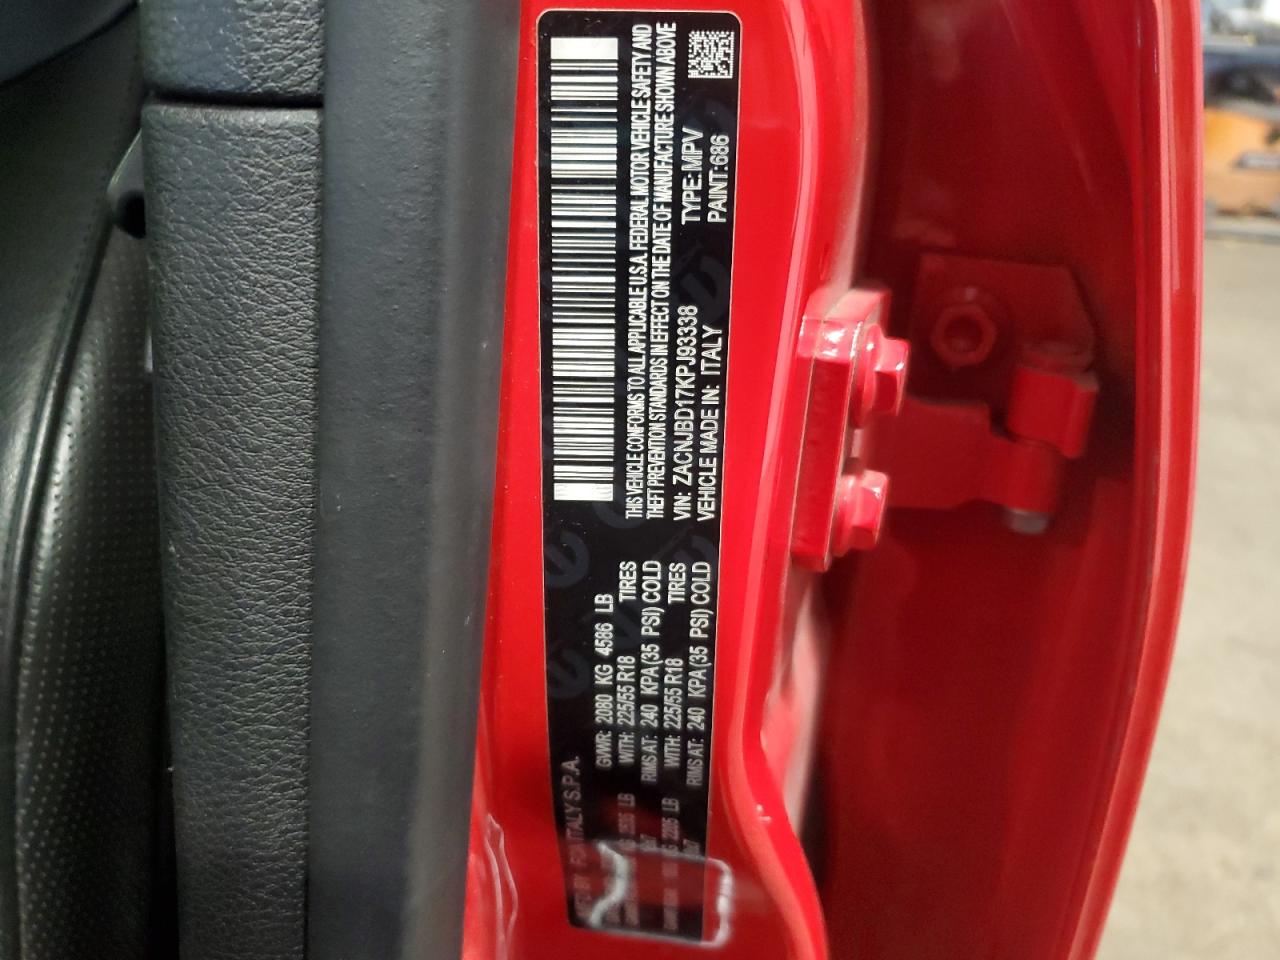 THIS VEHICLE CONFORMS TO ALL APPLICABLE U.S.A. FEDERAL MOTOR VEHICLE SAFETY AND
THEFT PREVENTION STANDARDS IN EFFECT ON THE DATE OF MANUFACTURE SHOWN ABOVE
VIN: ZACNJBD17KPJ93338 TYPE: MPV
VEHICLE MADE IN: ITALY PAINT: 686
BY ITALY S.P.A.
GVWR: 2080 KG 4586 LB
WITH: 225/55 R18 TIRES
RIMS AT: 240 KPA(35 PSI) COLD
LB WITH: 225/55 R18 TIRES
RIMS AT: 240 KPA(35 PSI) COLD
LB